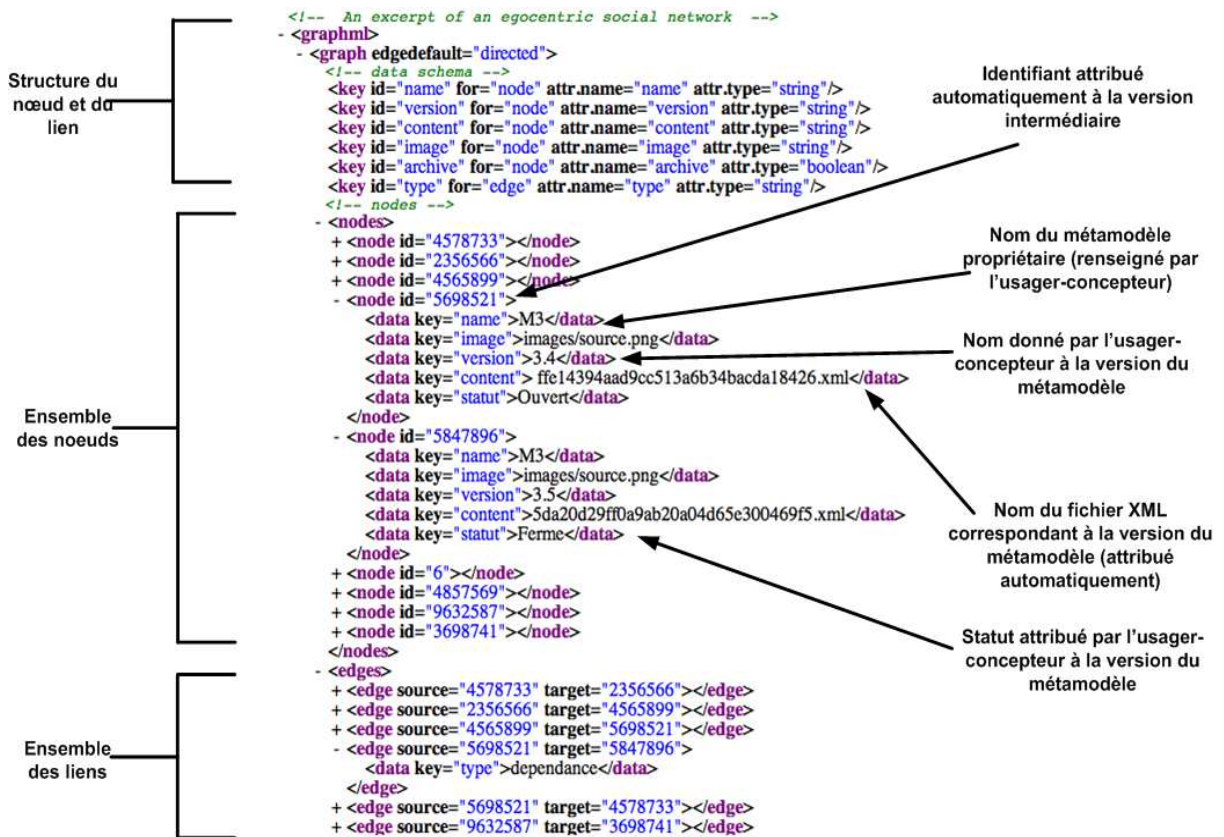 <!-- An excerpt of an egocentric social network -->
- <graphml>
- <graph edgedefault="directed">
<!-- data schema -->
<key id="name" for="node" attr.name="name" attr.type="string"/>
<key id="version" for="node" attr.name="version" attr.type="string"/>
<key id="content" for="node" attr.name="content" attr.type="string"/>
<key id="image" for="node" attr.name="image" attr.type="string"/>
<key id="archive" for="node" attr.name="archive" attr.type="boolean"/>
<key id="type" for="edge" attr.name="type" attr.type="string"/>
<!-- nodes -->
- <nodes>
+ <node id="4578733"></node>
+ <node id="2356566"></node>
+ <node id="4565899"></node>
- <node id="5698521">
<data key="name">M3</data>
<data key="image">images/source.png</data>
<data key="version">3.4</data>
<data key="content"> ffe14394aad9cc513a6b34bacda18426.xml</data>
<data key="statut">Ouvert</data>
</node>
- <node id="5847896">
<data key="name">M3</data>
<data key="image">images/source.png</data>
<data key="version">3.5</data>
<data key="content">5da20d29ff0a9ab20a04d65e300469f5.xml</data>
<data key="statut">Ferme</data>
</node>
+ <node id="6"></node>
+ <node id="4857569"></node>
+ <node id="9632587"></node>
+ <node id="3698741"></node>
</nodes>
- <edges>
+ <edge source="4578733" target="2356566"></edge>
+ <edge source="2356566" target="4565899"></edge>
+ <edge source="4565899" target="5698521"></edge>
- <edge source="5698521" target="5847896">
<data key="type">dependance</data>
</edge>
+ <edge source="5698521" target="4578733"></edge>
+ <edge source="9632587" target="3698741"></edge>
Structure du
nœud et du
lien
Ensemble
des noeuds
Ensemble
des liens
Identifiant attribué
automatiquement à la version
intermédiaire
Nom du métamodèle
propriétaire (renseigné par
l'usager-concepteur)
Nom donné par l'usager-
concepteur à la version du
métamodèle
Nom du fichier XML
correspondant à la version du
métamodèle (attribué
automatiquement)
Statut attribué par l'usager-
concepteur à la version du
métamodèle